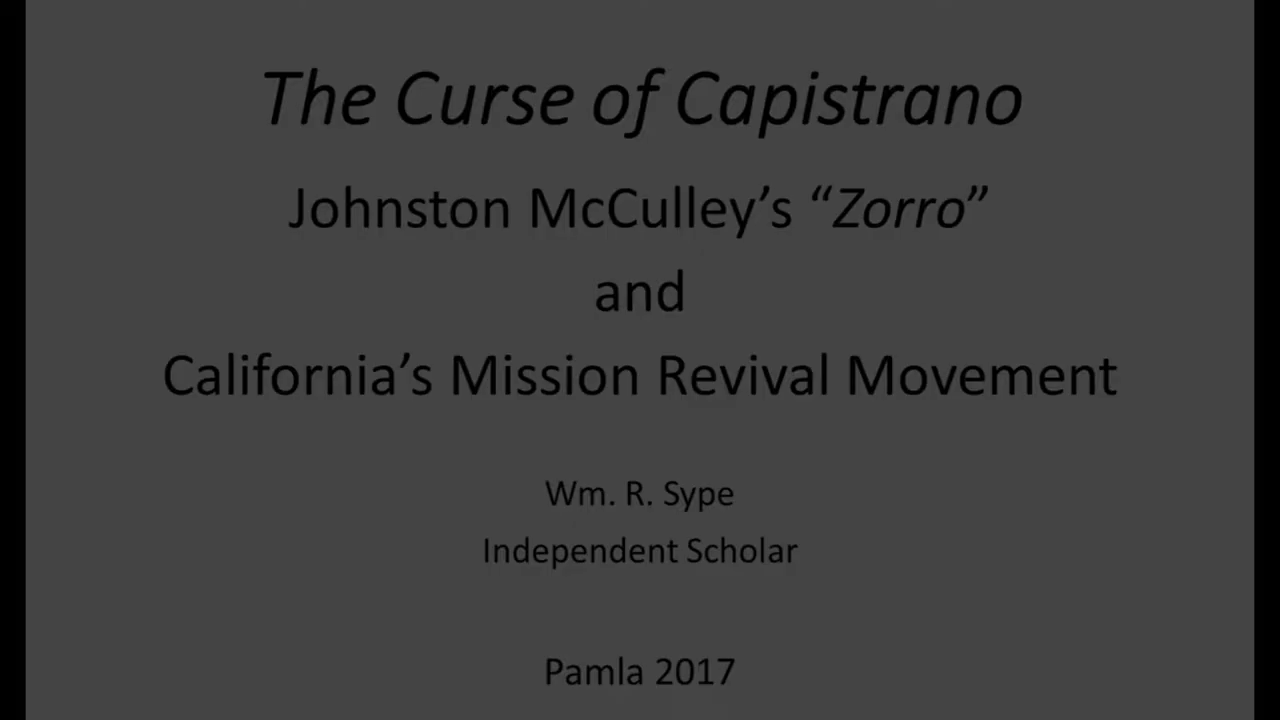 The Curse of Capistrano
Johnston McCulley’s “Zorro”
and
California’s Mission Revival Movement
Wm. R. Sype
Independent Scholar
Pamla 2017